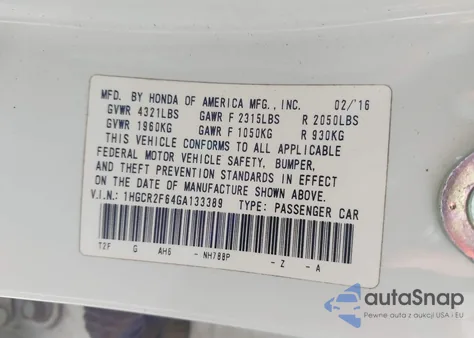 MFD. BY HONDA OF AMERICA MFG., INC. 02/'16
GVWR 4321LBS GAWR F 2315LBS R 2050LBS
GVWR 1960KG GAWR F 1050KG R 930KG
THIS VEHICLE CONFORMS TO ALL APPLICABLE
FEDERAL MOTOR VEHICLE SAFETY, BUMPER,
AND THEFT PREVENTION STANDARDS IN EFFECT
ON THE DATE OF MANUFACTURE SHOWN ABOVE.
V.I.N.: 1HGCR2F64GA133389 TYPE: PASSENGER CAR
T2F G AH6 - NH788P - Z - A
autoSnap
Pewne auta z USA i EU